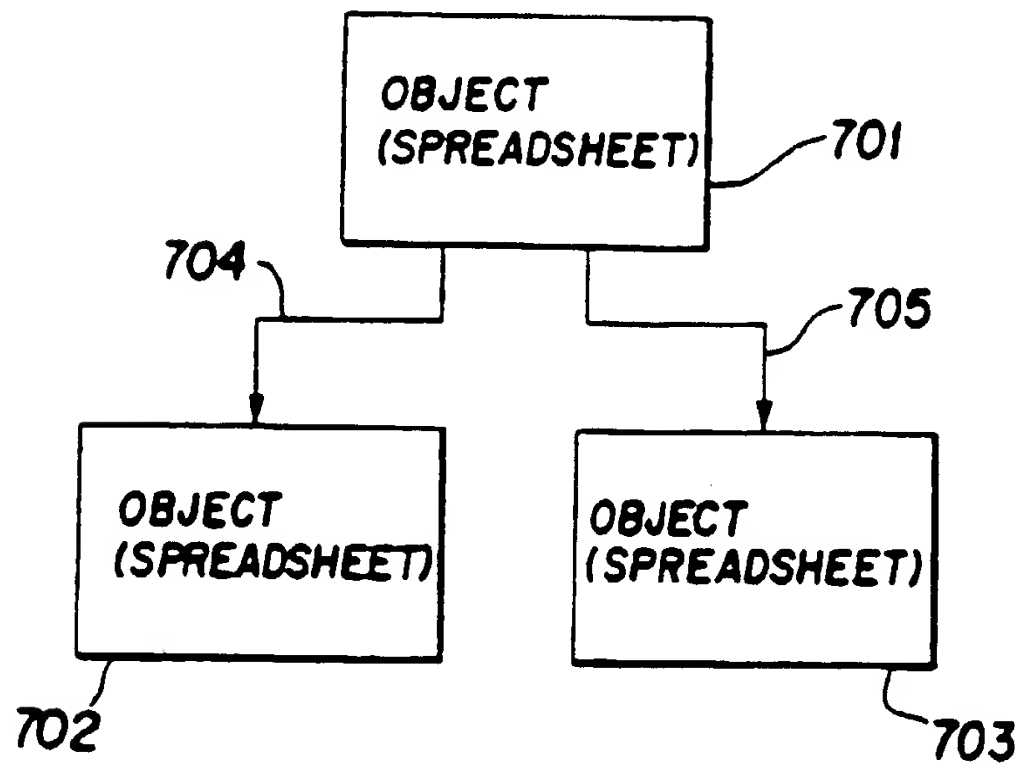 OBJECT
(SPREADSHEET)
701
704
705
OBJECT
(SPREADSHEET)
OBJECT
(SPREADSHEET)
702
703